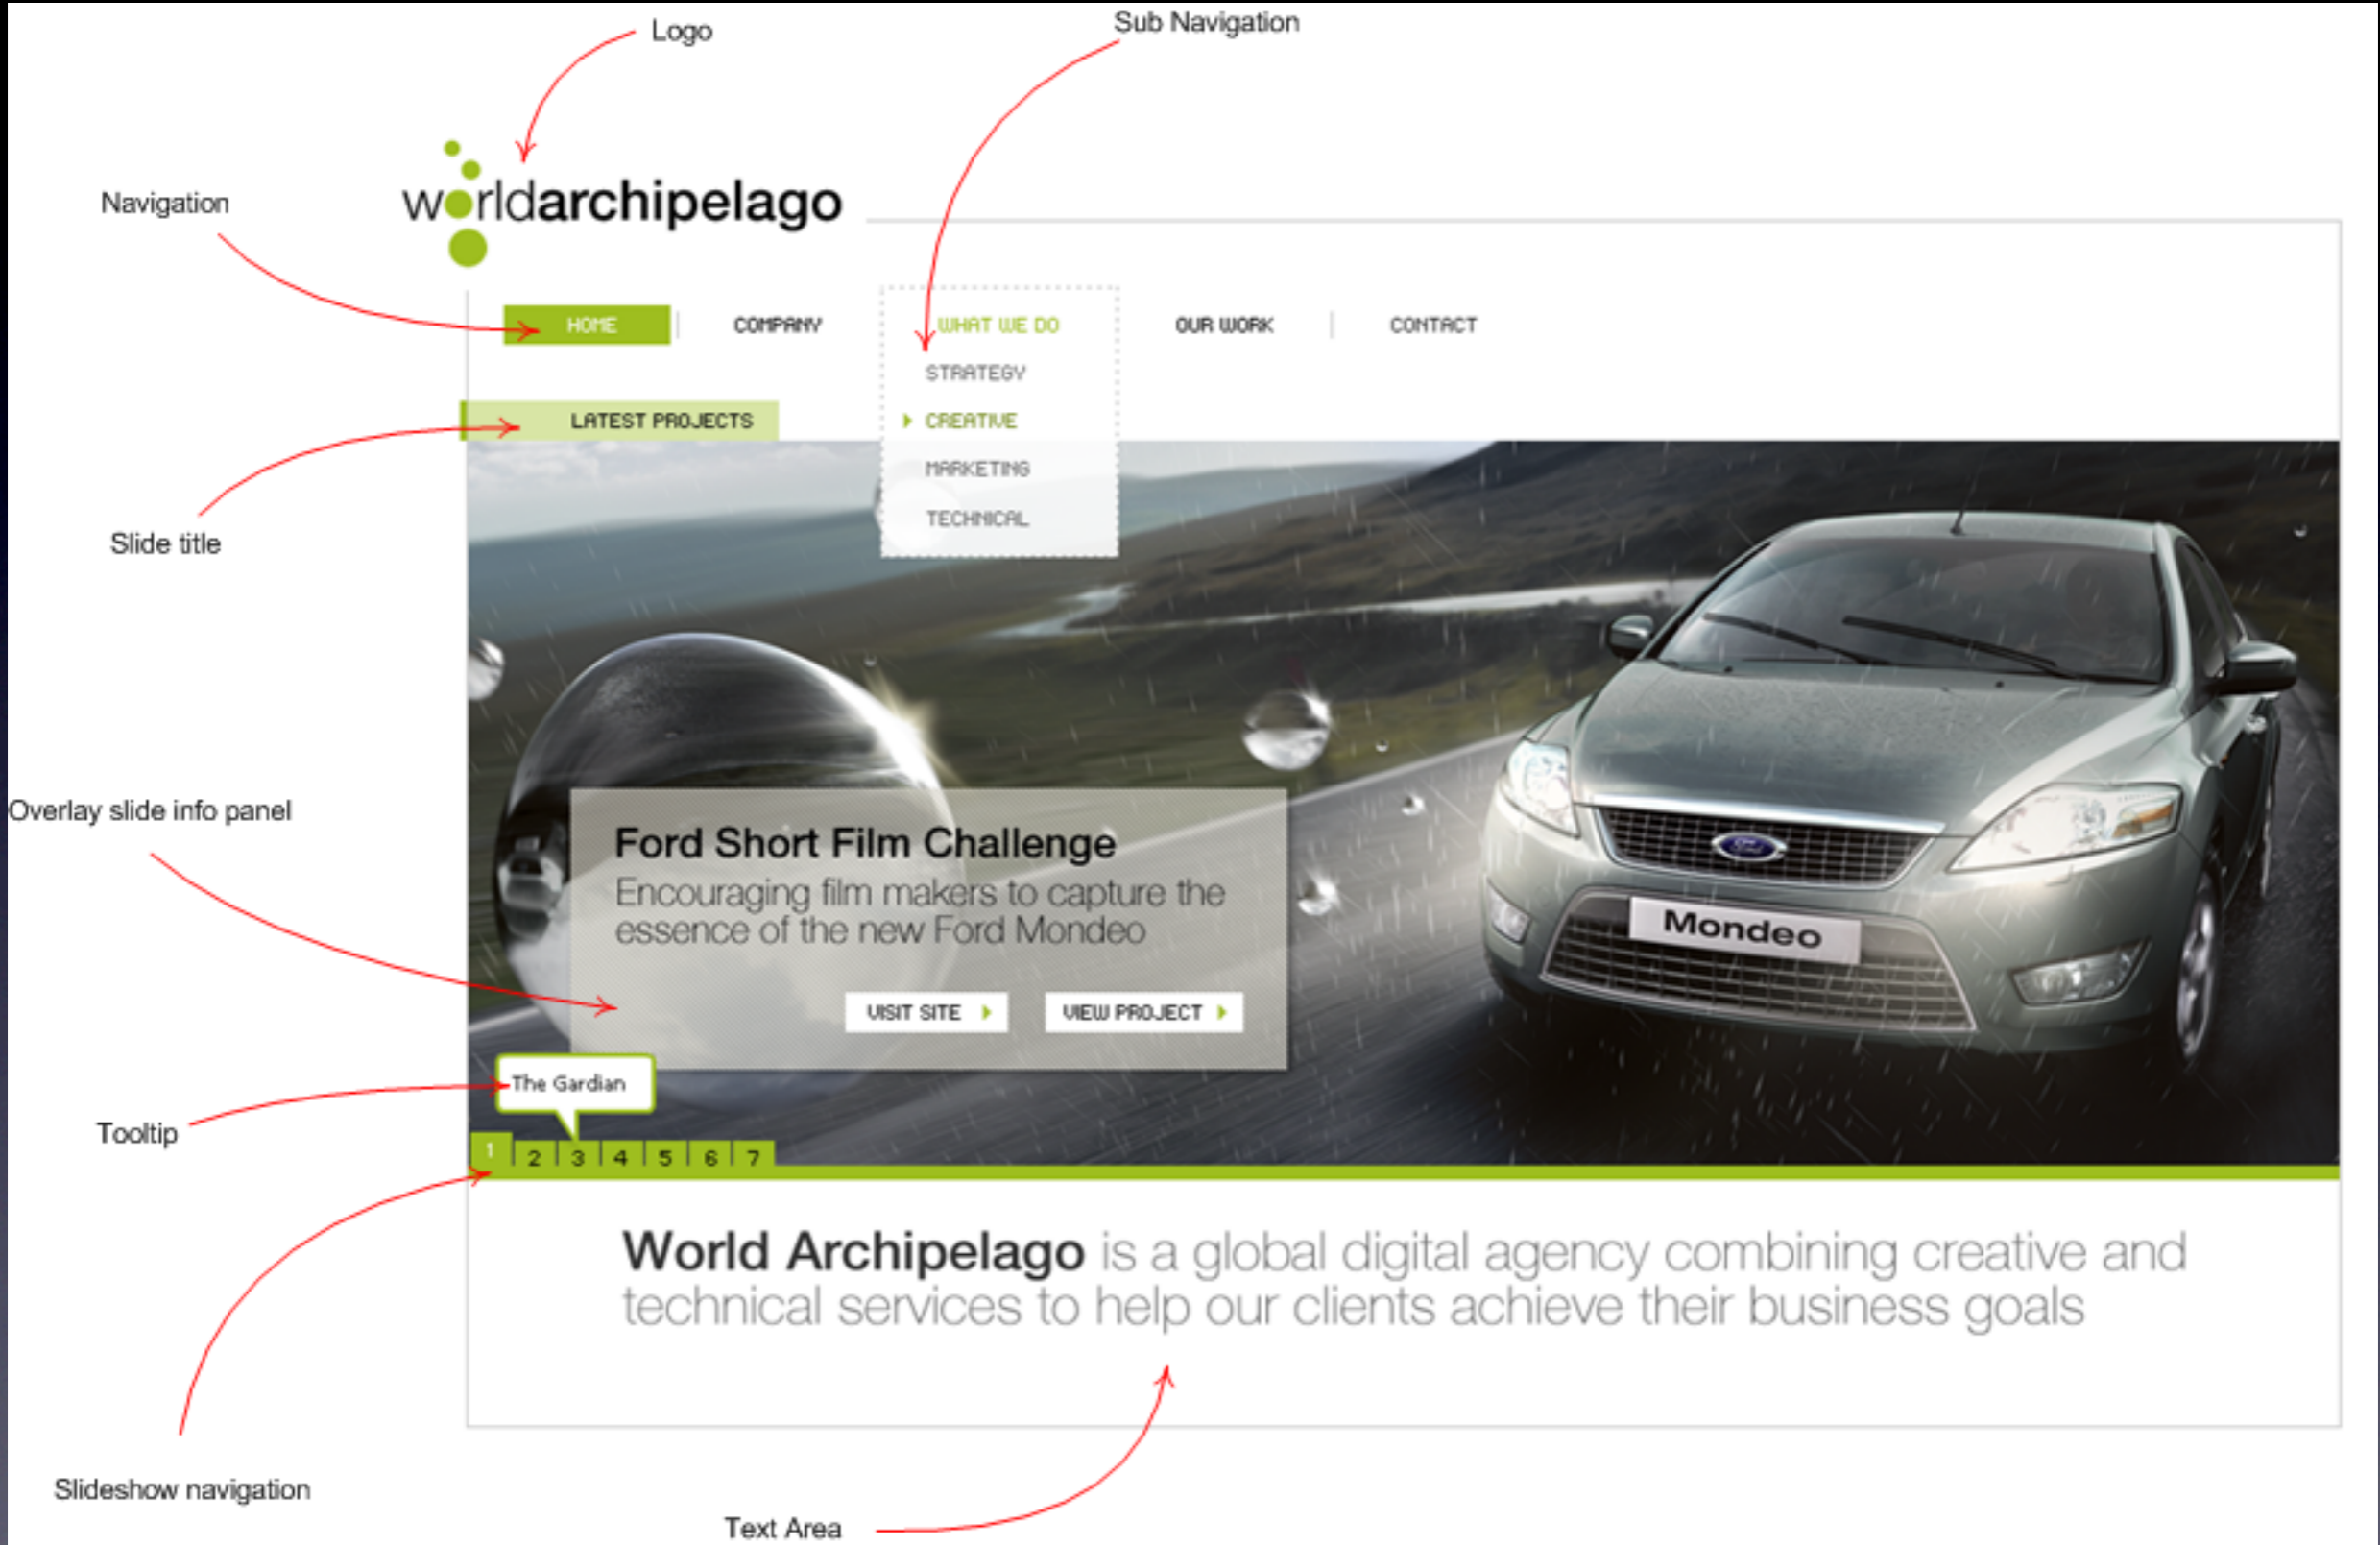 Logo
Sub Navigation
Navigation
worldarchipelago
HOME
COMPANY
WHAT WE DO
OUR WORK
CONTACT
STRATEGY
LATEST PROJECTS
CREATIVE
MARKETING
TECHNICAL
Slide title
Overlay slide info panel
Ford Short Film Challenge
Encouraging film makers to capture the
essence of the new Ford Mondeo
Ford
Mondeo
VISIT SITE
VIEW PROJECT
The Gardian
Tooltip
1 2 3 4 5 6 7
World Archipelago is a global digital agency combining creative and
technical services to help our clients achieve their business goals
Slideshow navigation
Text Area